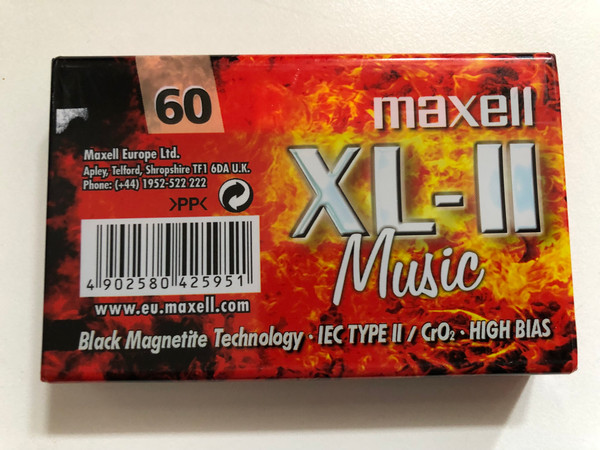 60
maxell
XL-II
Music
Maxell Europe Ltd.
Apley, Telford, Shropshire TF1 6DA U.K.
Phone: (+44) 1952-522 222
>PP<
4 902580 425951
www.eu.maxell.com
Black Magnetite Technology · IEC TYPE II / CrO₂ · HIGH BIAS